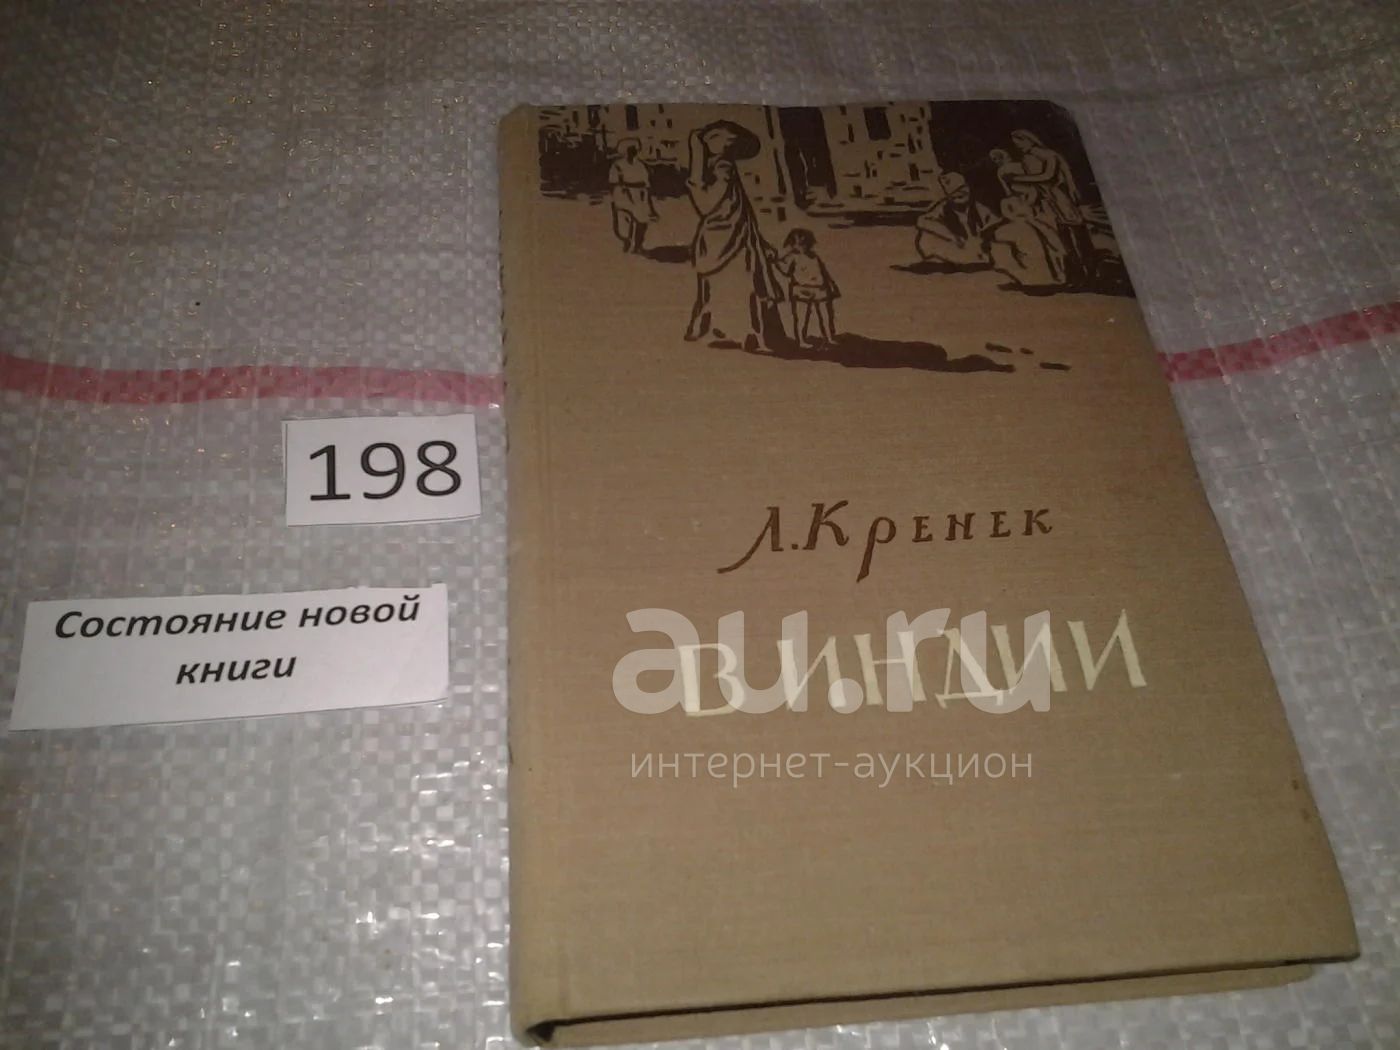 198
Состояние новой
книги
Л. Кренек
В ИНДИИ
au.ru
интернет-аукцион